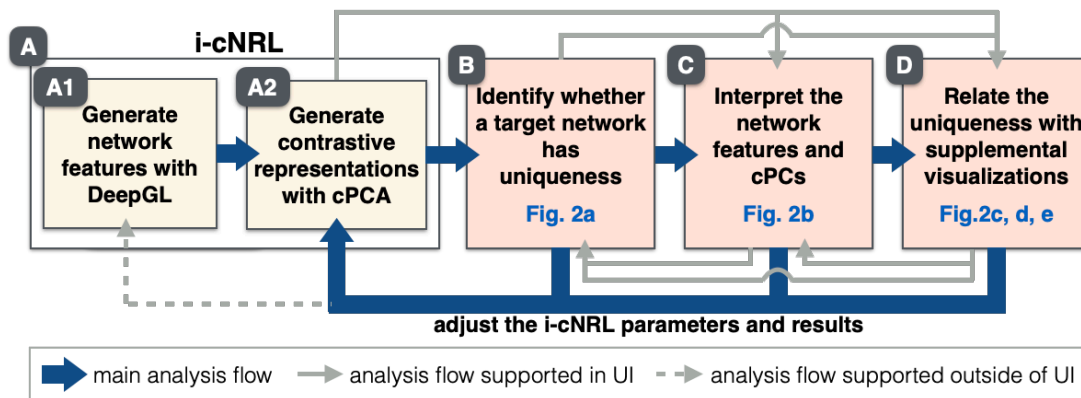 i-cNRL
A
A1
Generate
network
features with
DeepGL
A2
Generate
contrastive
representations
with cPCA
B
Identify whether
a target network
has
uniqueness
Fig. 2a
C
Interpret the
network
features and
cPCs
Fig. 2b
D
Relate the
uniqueness with
supplemental
visualizations
Fig.2c, d, e
adjust the i-cNRL parameters and results
main analysis flow
analysis flow supported in UI
analysis flow supported outside of UI